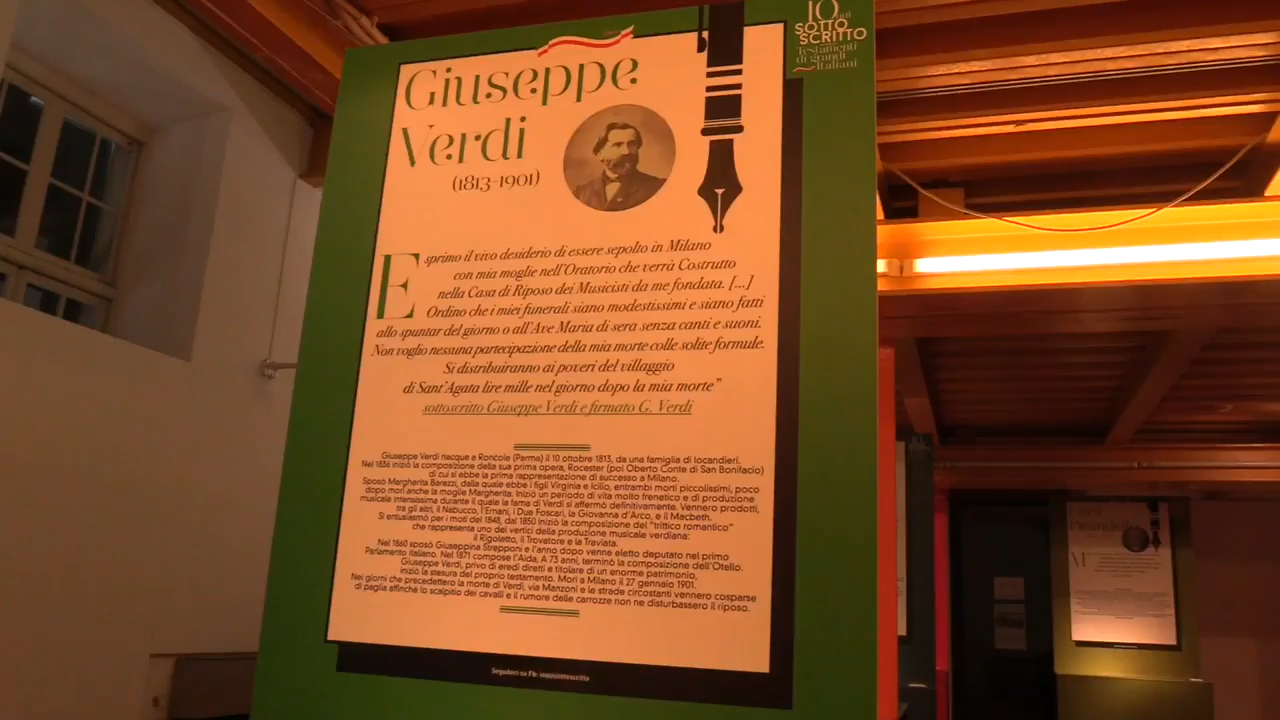 IO
SOTTO
SCRITTO
Testamenti
di grandi
Italiani
Giuseppe
Verdi
(1813-1901)
Esprimo il vivo desiderio di essere sepolto in Milano
con mia moglie nell'Oratorio che verrà Costrutto
nella Casa di Riposo dei Musicisti da me fondata. [...]
Ordino che i miei funerali siano modestissimi e siano fatti
allo spuntar del giorno o all'Ave Maria di sera senza canti e suoni.
Non voglio nessuna partecipazione della mia morte colle solite formule.
Si distribuiranno ai poveri del villaggio
di Sant'Agata lire mille nel giorno dopo la mia morte"
sottoscritto Giuseppe Verdi e firmato G. Verdi
Giuseppe Verdi nacque a Roncole (Parma) il 10 ottobre 1813, da una famiglia di locandieri.
Nel 1836 iniziò la composizione della sua prima opera, Rocester (poi Oberto Conte di San Bonifacio)
di cui si ebbe la prima rappresentazione di successo a Milano.
Sposò Margherita Barezzi, dalla quale ebbe i figli Virginia e Icilio, entrambi morti piccolissimi, poco
dopo morì anche la moglie Margherita. Iniziò un periodo di vita molto frenetico e di produzione
musicale intensissima durante il quale la fama di Verdi si affermò definitivamente. Vennero prodotti,
tra gli altri, il Nabucco, l'Ernani, i Due Foscari, la Giovanna d'Arco, e il Macbeth.
Si entusiasmò per i moti del 1848, dal 1850 iniziò la composizione del "trittico romantico"
che rappresenta uno dei vertici della produzione musicale verdiana:
il Rigoletto, il Trovatore e la Traviata.
Nel 1860 sposò Giuseppina Strepponi e l'anno dopo venne eletto deputato nel primo
Parlamento italiano. Nel 1871 compose l'Aida, A 73 anni, terminò la composizione dell'Otello.
Giuseppe Verdi, privo di eredi diretti e titolare di un enorme patrimonio,
iniziò la stesura del proprio testamento. Morì a Milano il 27 gennaio 1901.
Nei giorni che precedettero la morte di Verdi, via Manzoni e le strade circostanti vennero cosparse
di paglia affinché lo scalpitio dei cavalli e il rumore delle carrozze non ne disturbassero il riposo.
Seguiteci su Fb: ioquisottoscritto
Pirandello